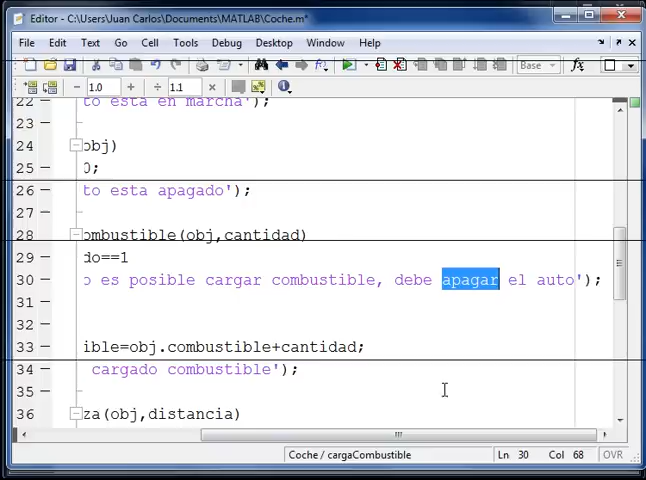 Editor - C:\Users\Juan Carlos\Documents\MATLAB\Coche.m*
File Edit Text Go Cell Tools Debug Desktop Window Help
Base
1.0 1.1
22 to esta en marcha');
23
24 obj)
25 0;
26 to esta apagado');
27
28 ombustible(obj,cantidad)
29 do==1
30 o es posible cargar combustible, debe apagar el auto');
31
32
33 ible=obj.combustible+cantidad;
34 cargado combustible');
35
36 za(obj,distancia)
Coche / cargaCombustible Ln 30 Col 68 OVR